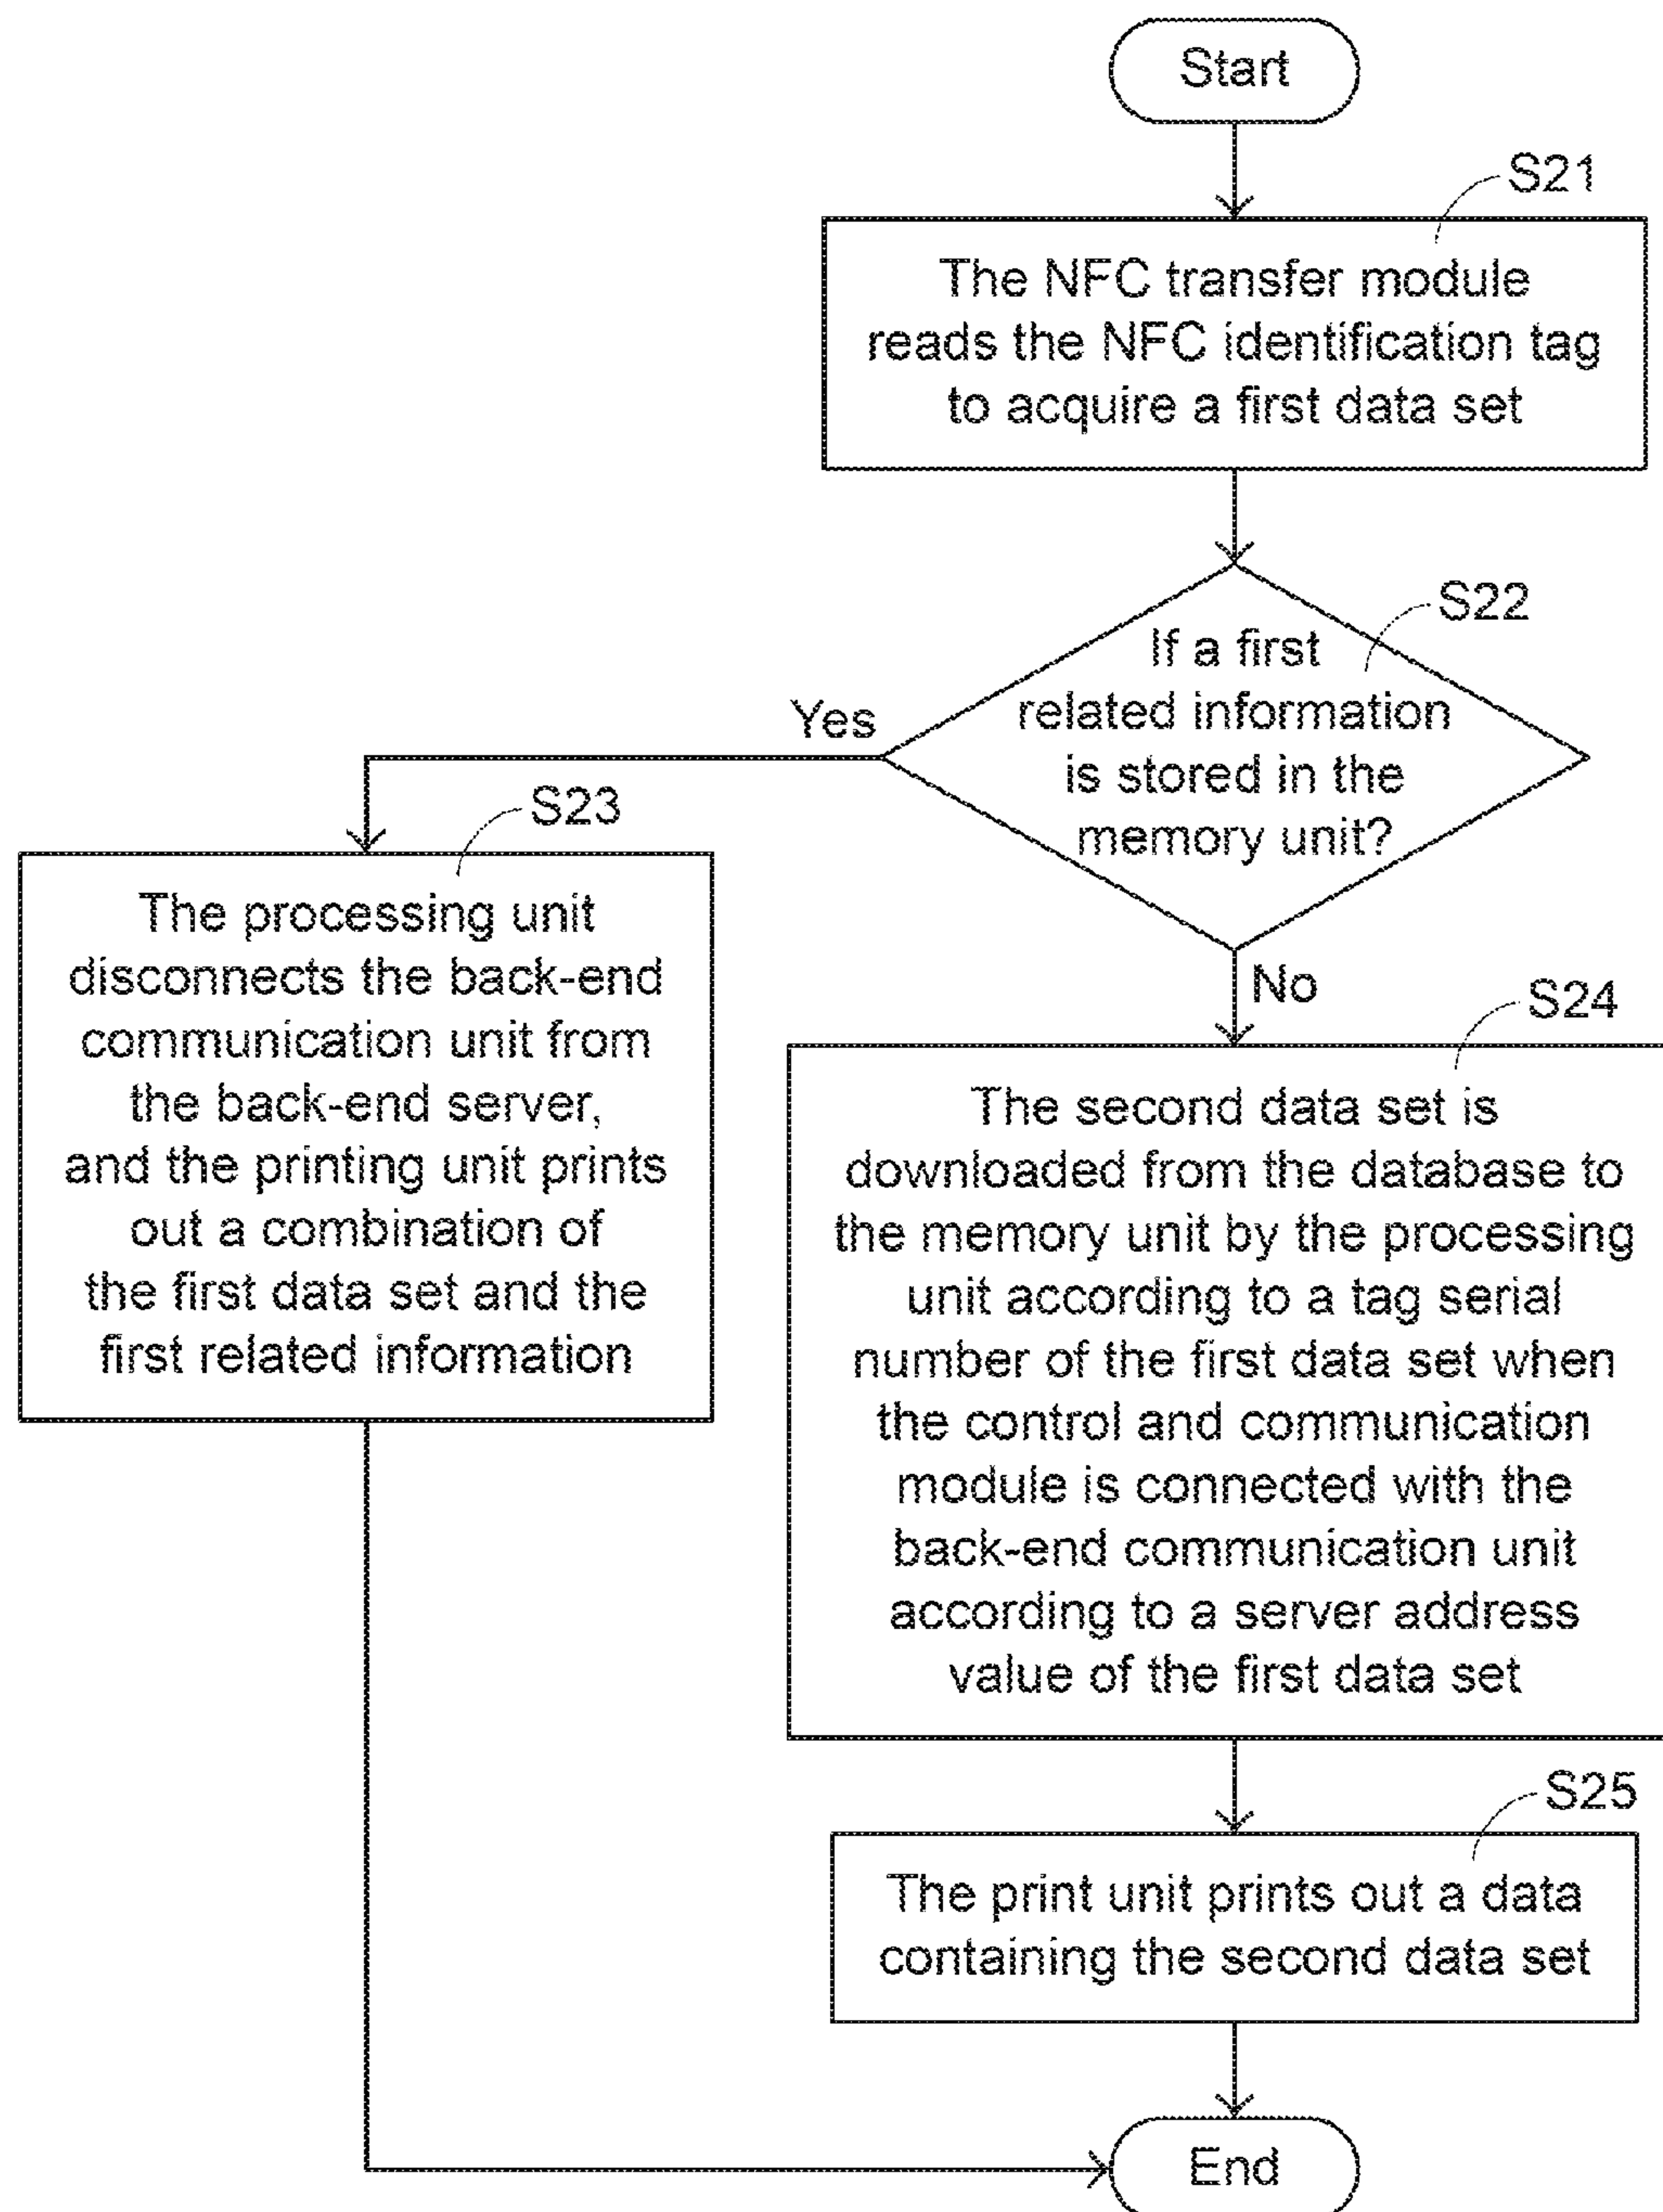 Start
S21
The NFC transfer module
reads the NFC identification tag
to acquire a first data set
S22
If a first
related information
is stored in the
memory unit?
Yes
S23
The processing unit
disconnects the back-end
communication unit from
the back-end server,
and the printing unit prints
out a combination of
the first data set and the
first related information
No
S24
The second data set is
downloaded from the database to
the memory unit by the processing
unit according to a tag serial
number of the first data set when
the control and communication
module is connected with the
back-end communication unit
according to a server address
value of the first data set
S25
The print unit prints out a data
containing the second data set
End